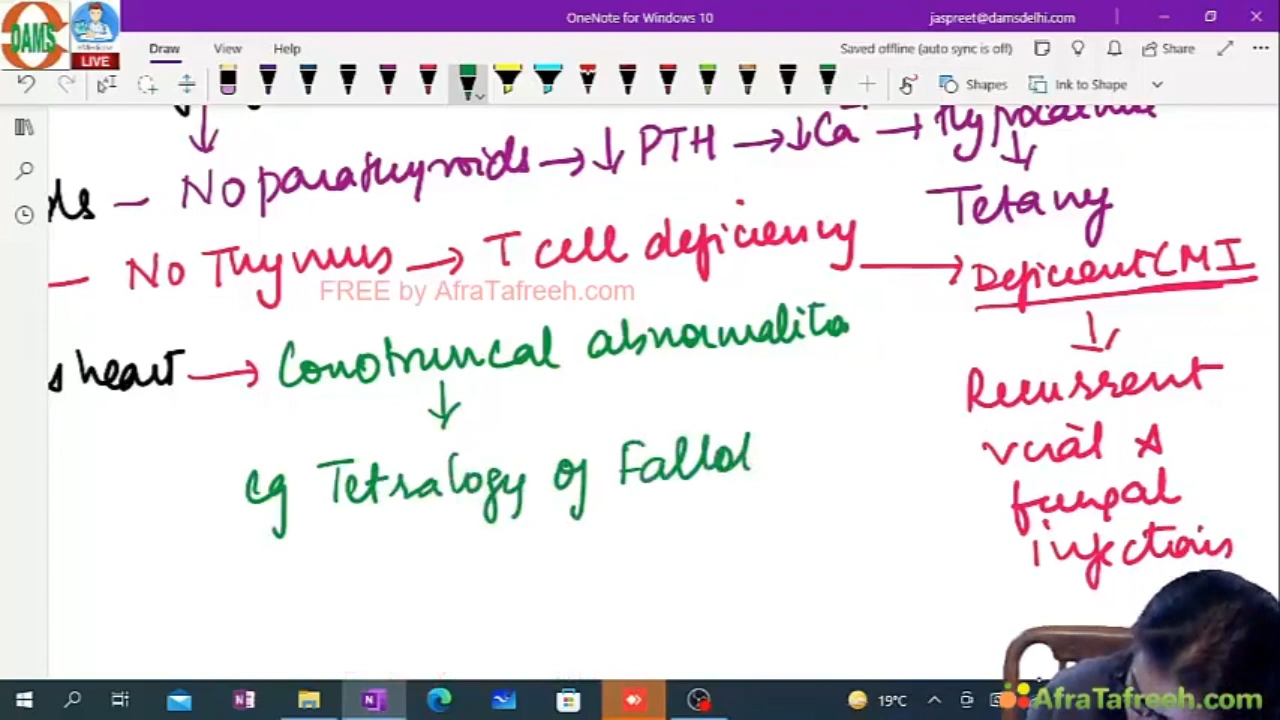 OneNote for Windows 10
jaspreet@damsdelhi.com
DAMS
eMedicoz
LIVE
Draw View Help
Saved offline (auto sync is off)
Share
Shapes
Ink to Shape
No parathyroids → ↓ PTH → ↓ Ca →
↓
Tetany
No Thymus → T cell deficiency → Deficient CMI
FREE by AfraTafreeh.com
heart → Conotruncal
↓
eg Tetralogy of Fallot
↓
Recurrent
viral &
fungal
infections
19°C
AfraTafreeh.com